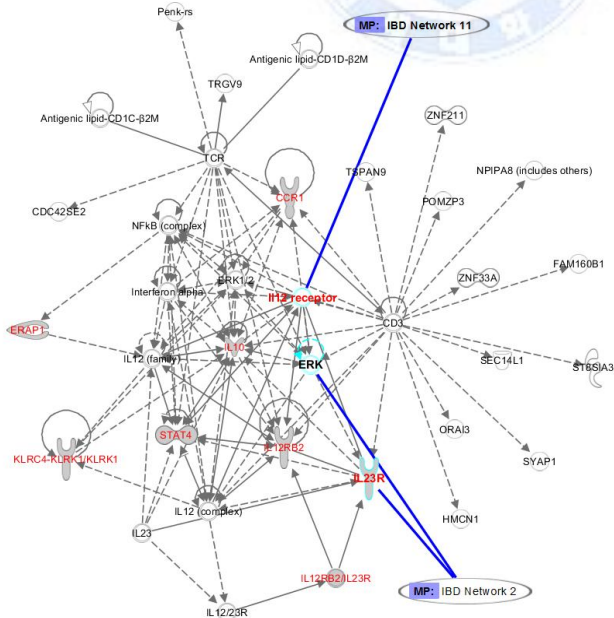 Penk-rs
MP: IBD Network 11
Antigenic lipid-CD1D-β2M
TRGV9
Antigenic lipid-CD1C-β2M
ZNF211
TCR
TSPAN9
NPIPA8 (includes others)
CCR1
POMZP3
CDC42SE2
NFkB (complex)
FAM160B1
ERK1/2
ZNF33A
Interferon alpha
Il12 receptor
CD3
ERAP1
IL10
IL12 (family)
ERK
SEC14L1
ST8SIA3
ORAI3
STAT4
IL12RB2
KLRC4-KLRK1/KLRK1
SYAP1
IL23R
IL12 (complex)
HMCN1
IL23
IL12RB2/IL23R
MP: IBD Network 2
IL12/23R